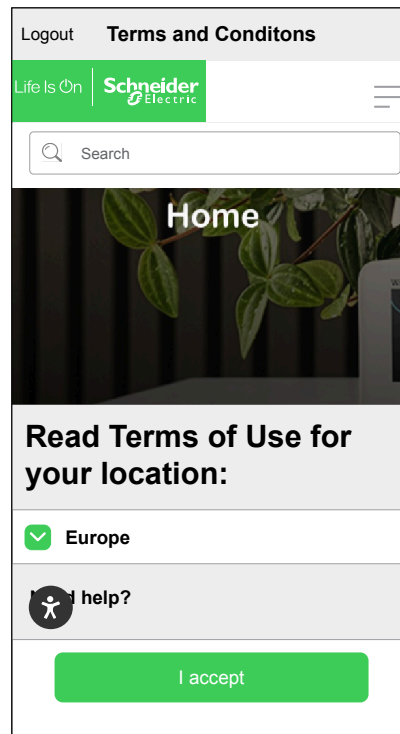 Logout Terms and Conditons
Life Is On Schneider
Electric
Search
Home
Read Terms of Use for
your location:
Europe
help?
I accept